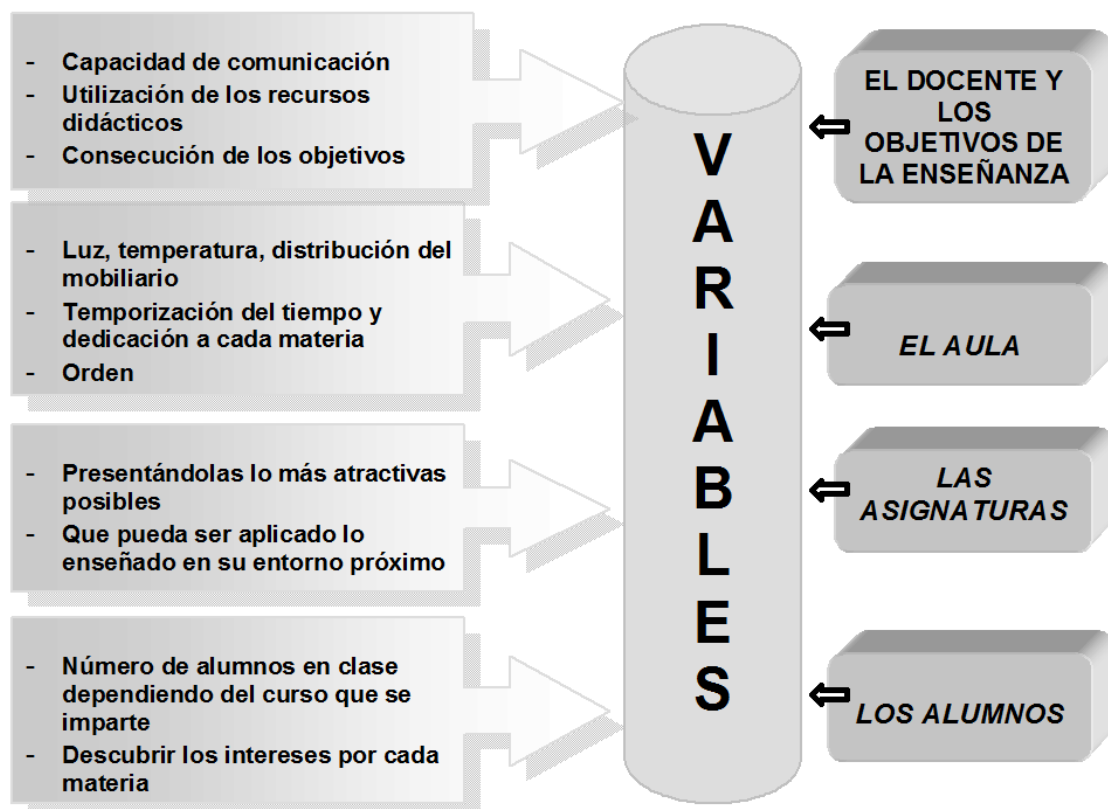 - Capacidad de comunicación
- Utilización de los recursos
didácticos
- Consecución de los objetivos
- Luz, temperatura, distribución del
mobiliario
- Temporización del tiempo y
dedicación a cada materia
- Orden
- Presentándolas lo más atractivas
posibles
- Que pueda ser aplicado lo
enseñado en su entorno próximo
- Número de alumnos en clase
dependiendo del curso que se
imparte
- Descubrir los intereses por cada
materia
VARIABLES
EL DOCENTE Y
LOS
OBJETIVOS DE
LA ENSEÑANZA
EL AULA
LAS
ASIGNATURAS
LOS ALUMNOS